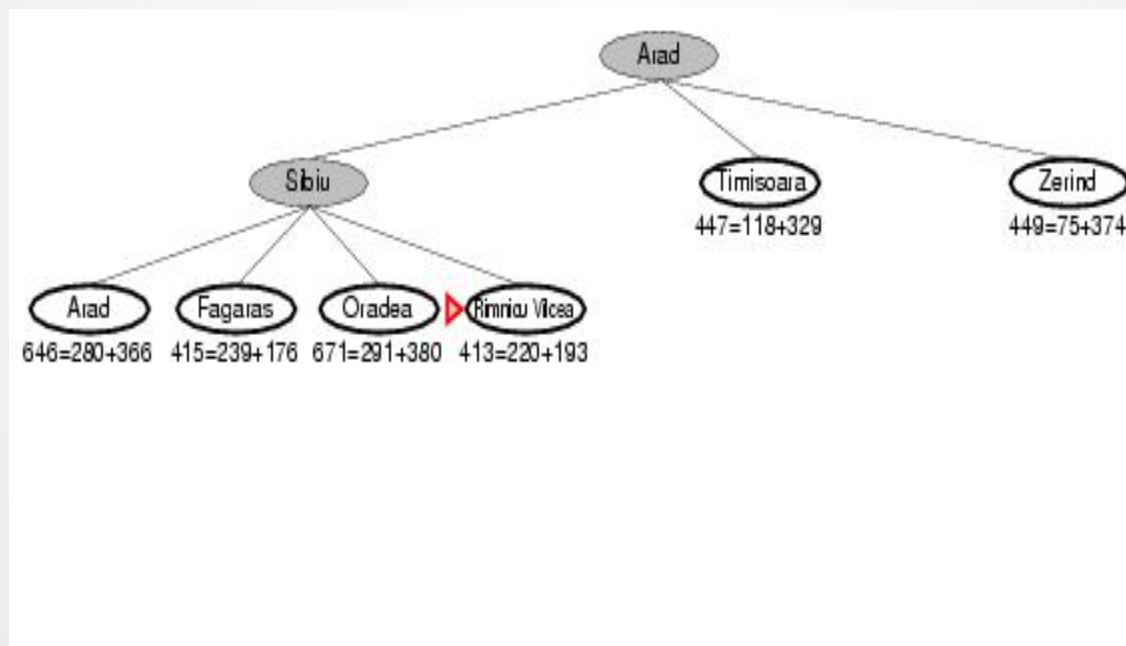 Arad
Sibiu
Timisoara
Zerind
447=118+329
449=75+374
Arad
Fagaras
Oradea
Rimnicu Vilcea
646=280+366
415=239+176
671=291+380
413=220+193